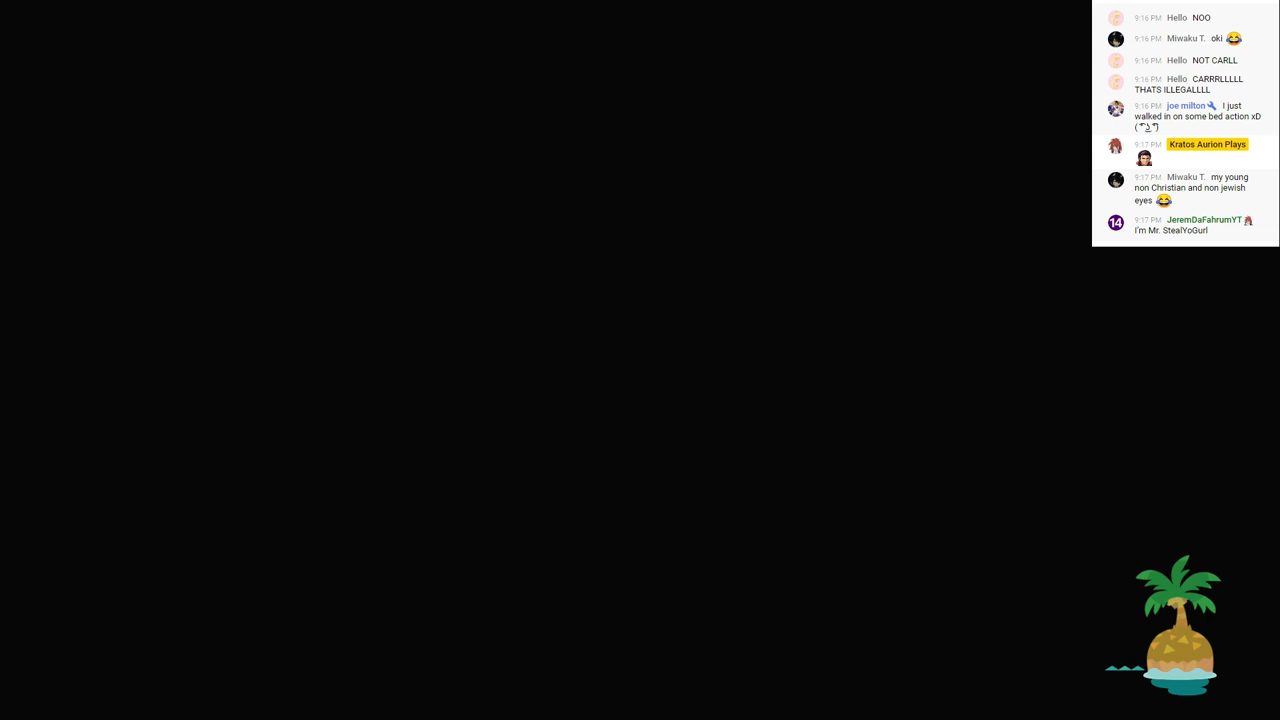 9:16 PM Hello NOO
9:16 PM Miwaku T. oki 😂
9:16 PM Hello NOT CARLL
9:16 PM Hello CARRRLLLLL
THATS ILLEGALLLL
9:16 PM joe milton I just
walked in on some bed action xD
( ͡° ͜ʖ ͡°)
9:17 PM Kratos Aurion Plays
9:17 PM Miwaku T. my young
non Christian and non jewish
eyes 😂
14 9:17 PM JeremDaFahrumYT
I'm Mr. StealYoGurl